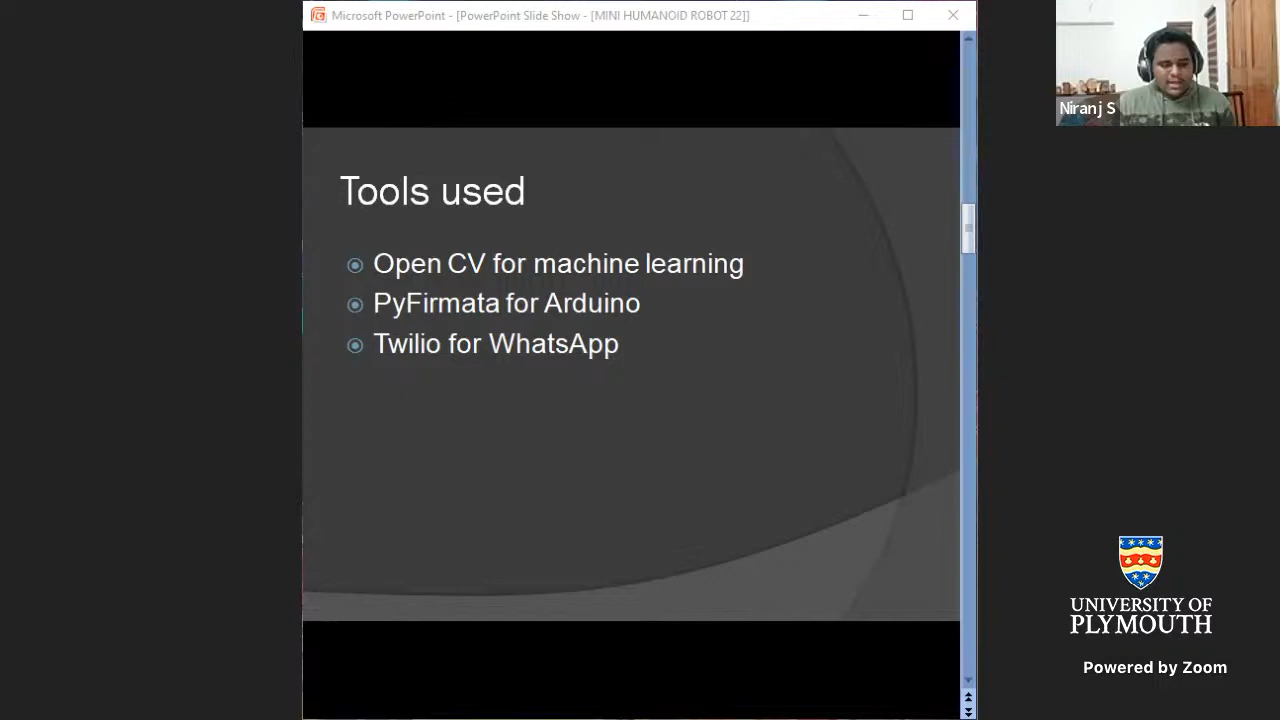 Microsoft PowerPoint - [PowerPoint Slide Show - [MINI HUMANOiD ROBOT 22]]
Niranj S
Tools used
Open CV for machine learning
PyFirmata for Arduino
Twilio for WhatsApp
UNIVERSITY OF
PLYMOUTH
Powered by Zoom